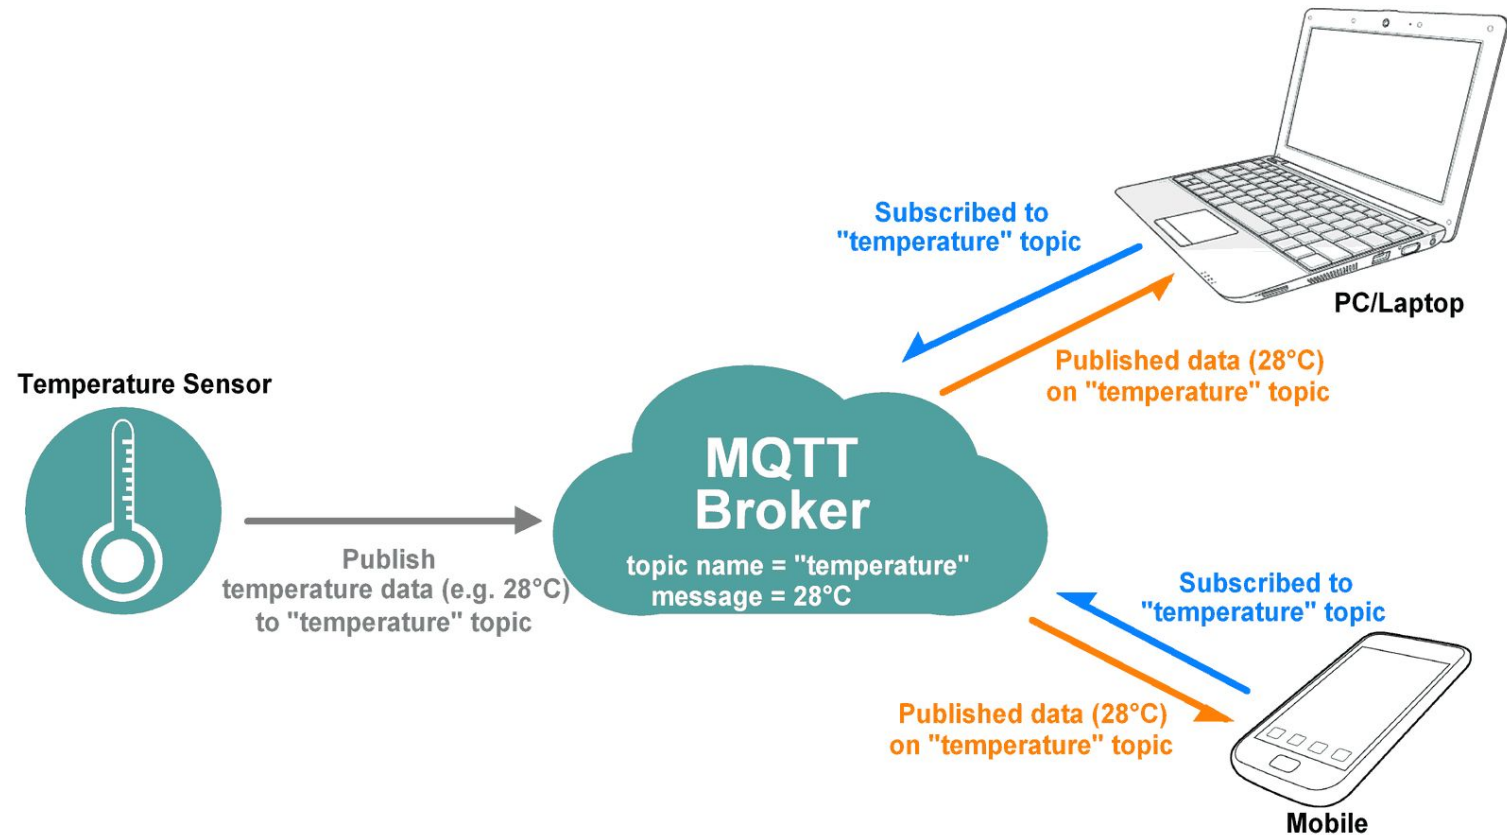 Temperature Sensor
Publish
temperature data (e.g. 28°C)
to "temperature" topic
MQTT
Broker
topic name = "temperature"
message = 28°C
Subscribed to
"temperature" topic
PC/Laptop
Published data (28°C)
on "temperature" topic
Subscribed to
"temperature" topic
Published data (28°C)
on "temperature" topic
Mobile